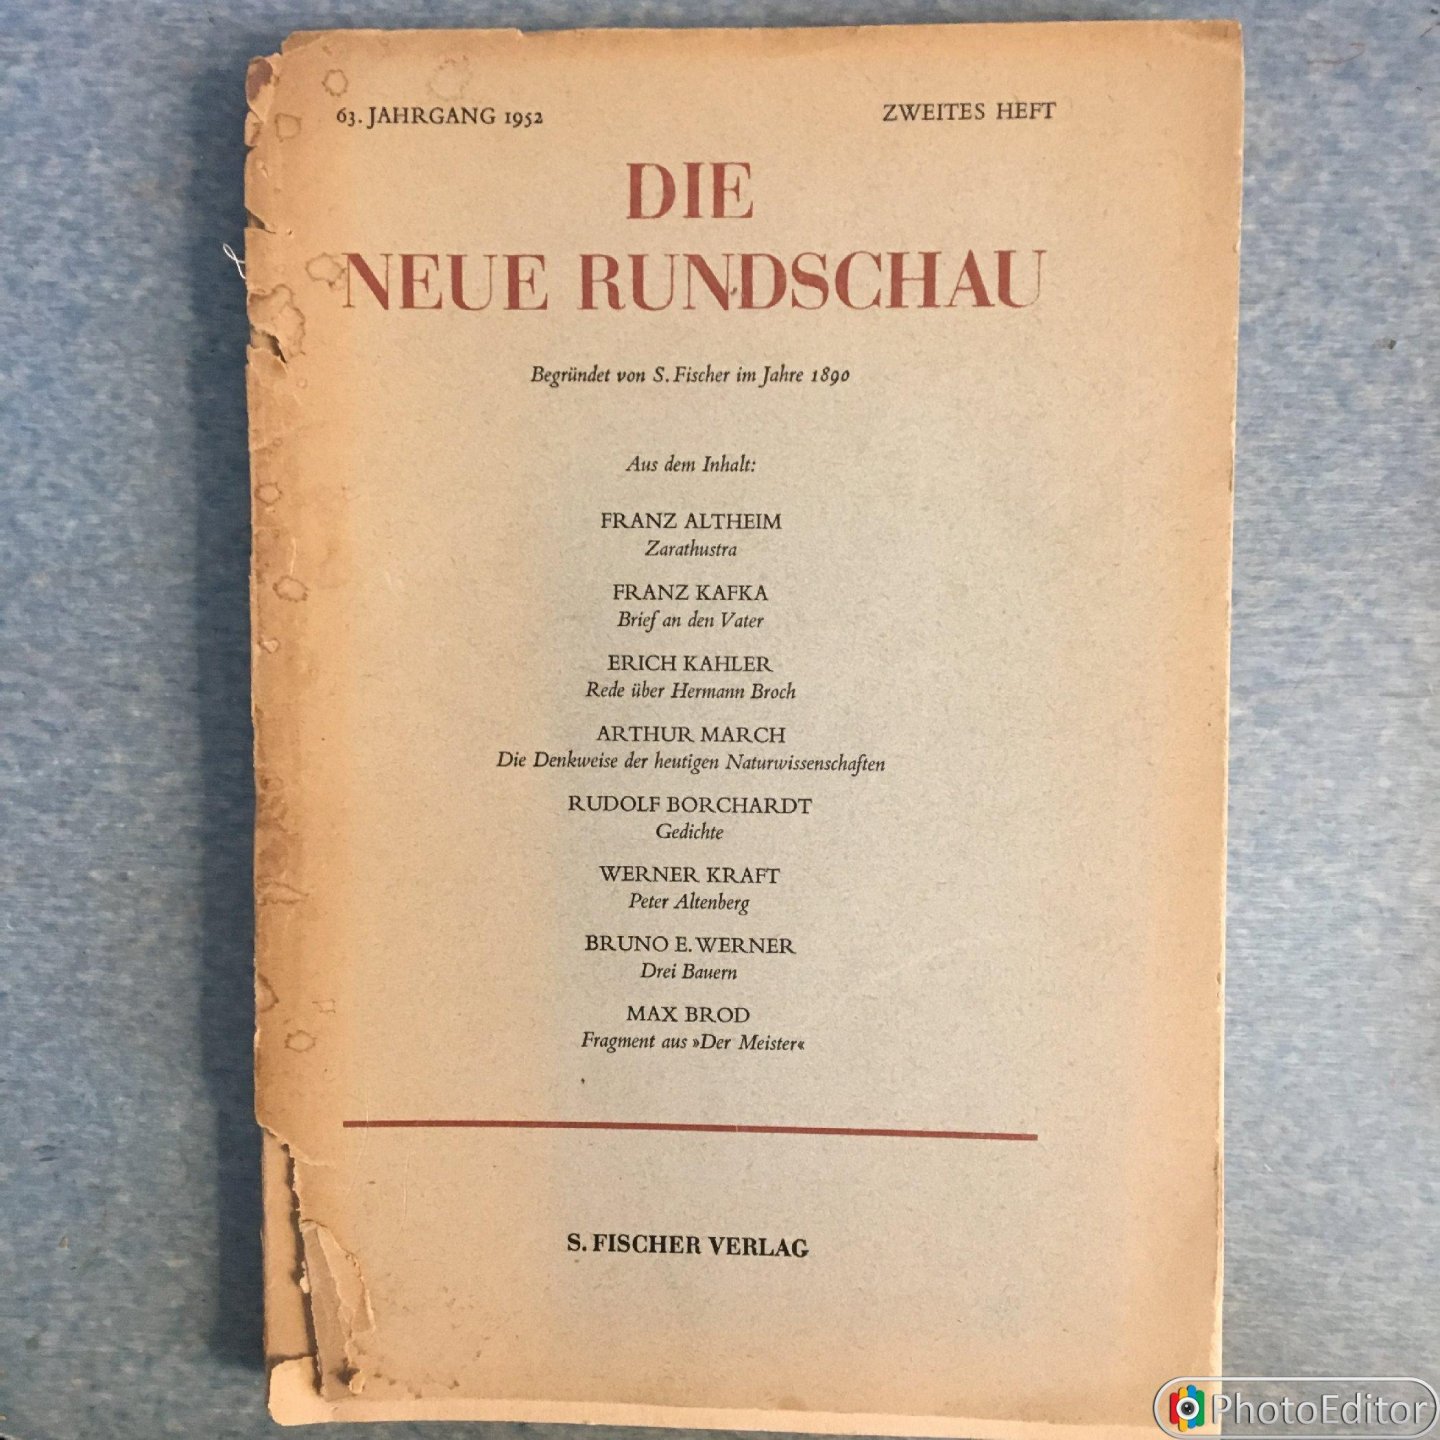 63. JAHRGANG 1952 ZWEITES HEFT
DIE
NEUE RUNDSCHAU
Begründet von S. Fischer im Jahre 1890
Aus dem Inhalt:
FRANZ ALTHEIM
Zarathustra
FRANZ KAFKA
Brief an den Vater
ERICH KAHLER
Rede über Hermann Broch
ARTHUR MARCH
Die Denkweise der heutigen Naturwissenschaften
RUDOLF BORCHARDT
Gedichte
WERNER KRAFT
Peter Altenberg
BRUNO E. WERNER
Drei Bauern
MAX BROD
Fragment aus »Der Meister«
S. FISCHER VERLAG
PhotoEditor